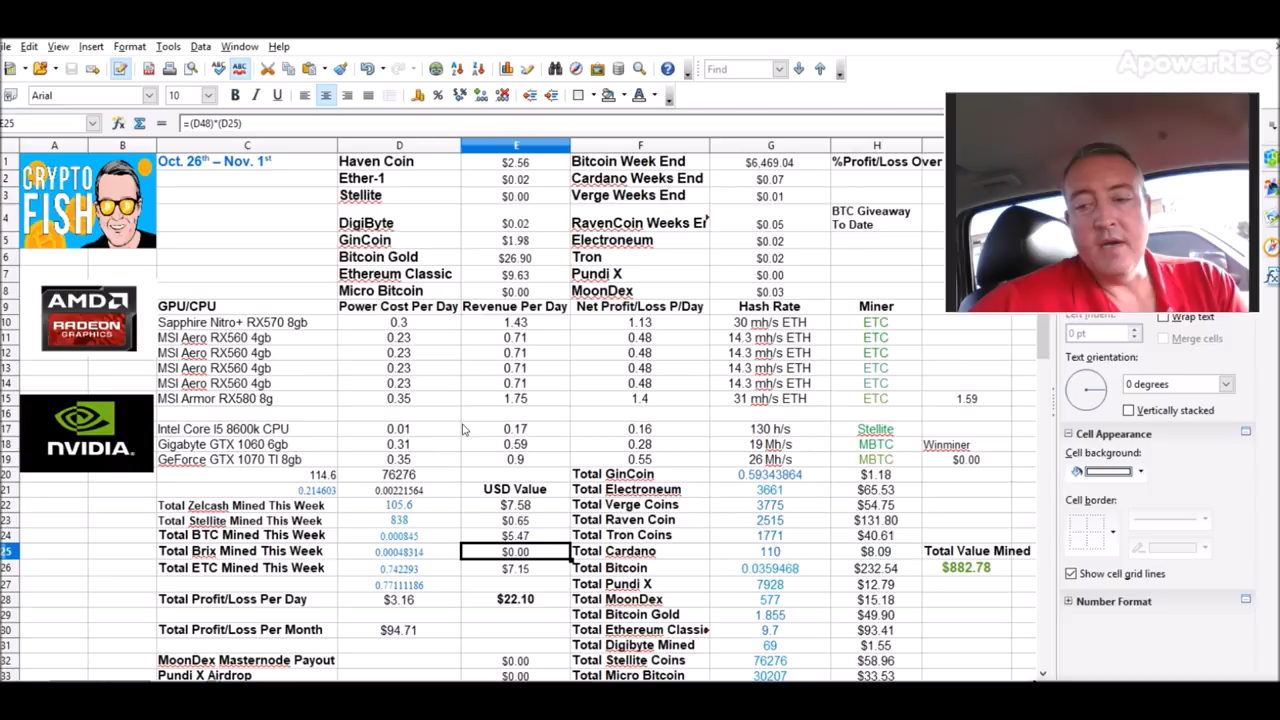 ApowerREC
Edit View Insert Format Tools Data Window Help
Find
Arial 10 B I U
=(D48)*(D25)
A B C D E F G H
CRYPTO FISH
AMD RADEON GRAPHICS
NVIDIA.
1 Oct. 26th – Nov. 1st Haven Coin $2.56 Bitcoin Week End $6,469.04 %Profit/Loss Over
2 Ether-1 $0.02 Cardano Weeks End $0.07
3 Stellite $0.00 Verge Weeks End $0.01
4 DigiByte $0.02 RavenCoin Weeks $0.05 BTC Giveaway To Date
5 GinCoin $1.98 Electroneum $0.02
6 Bitcoin Gold $26.90 Tron $0.02
7 Ethereum Classic $9.63 Pundi X $0.00
8 Micro Bitcoin $0.00 MoonDex $0.03
9 GPU/CPU Power Cost Per Day Revenue Per Day Net Profit/Loss P/Day Hash Rate Miner
10 Sapphire Nitro+ RX570 8gb 0.3 1.43 1.13 30 mh/s ETH ETC
11 MSI Aero RX560 4gb 0.23 0.71 0.48 14.3 mh/s ETH ETC
12 MSI Aero RX560 4gb 0.23 0.71 0.48 14.3 mh/s ETH ETC
13 MSI Aero RX560 4gb 0.23 0.71 0.48 14.3 mh/s ETH ETC
14 MSI Aero RX560 4gb 0.23 0.71 0.48 14.3 mh/s ETH ETC
15 MSI Armor RX580 8g 0.35 1.75 1.4 31 mh/s ETH ETC 1.59
16
17 Intel Core I5 8600k CPU 0.01 0.17 0.16 130 h/s Stellite
18 Gigabyte GTX 1060 6gb 0.31 0.59 0.28 19 Mh/s MBTC Winminer
19 GeForce GTX 1070 TI 8gb 0.35 0.9 0.55 26 Mh/s MBTC $0.00
20 114.6 76276 Total GinCoin 0.59343864 $1.18
21 0.214603 0.00221564 USD Value Total Electroneum 3661 $65.53
22 Total Zelcash Mined This Week 105.6 $7.58 Total Verge Coins 3775 $54.75
23 Total Stellite Mined This Week 838 $0.65 Total Raven Coin 2515 $131.80
24 Total BTC Mined This Week 0.000845 $5.47 Total Tron Coins 1771 $40.61
25 Total Brix Mined This Week 0.00048314 $0.00 Total Cardano 110 $8.09 Total Value Mined
26 Total ETC Mined This Week 0.742293 $7.15 Total Bitcoin 0.0359468 $232.54 $882.78
27 0.77111186 Total Pundi X 7928 $12.79
28 Total Profit/Loss Per Day $3.16 $22.10 Total MoonDex 577 $15.18
29 Total Bitcoin Gold 1.855 $49.90
30 Total Profit/Loss Per Month $94.71 Total Ethereum Classi 9.7 $93.41
31 Total Digibyte Mined 69 $1.55
32 MoonDex Masternode Payout $0.00 Total Stellite Coins 76276 $58.96
33 Pundi X Airdrop $0.00 Total Micro Bitcoin 30207 $33.53
Wrap text
0 pt
Merge cells
Text orientation:
0 degrees
Vertically stacked
Cell Appearance
Cell background:
Cell border:
Show cell grid lines
Number Format